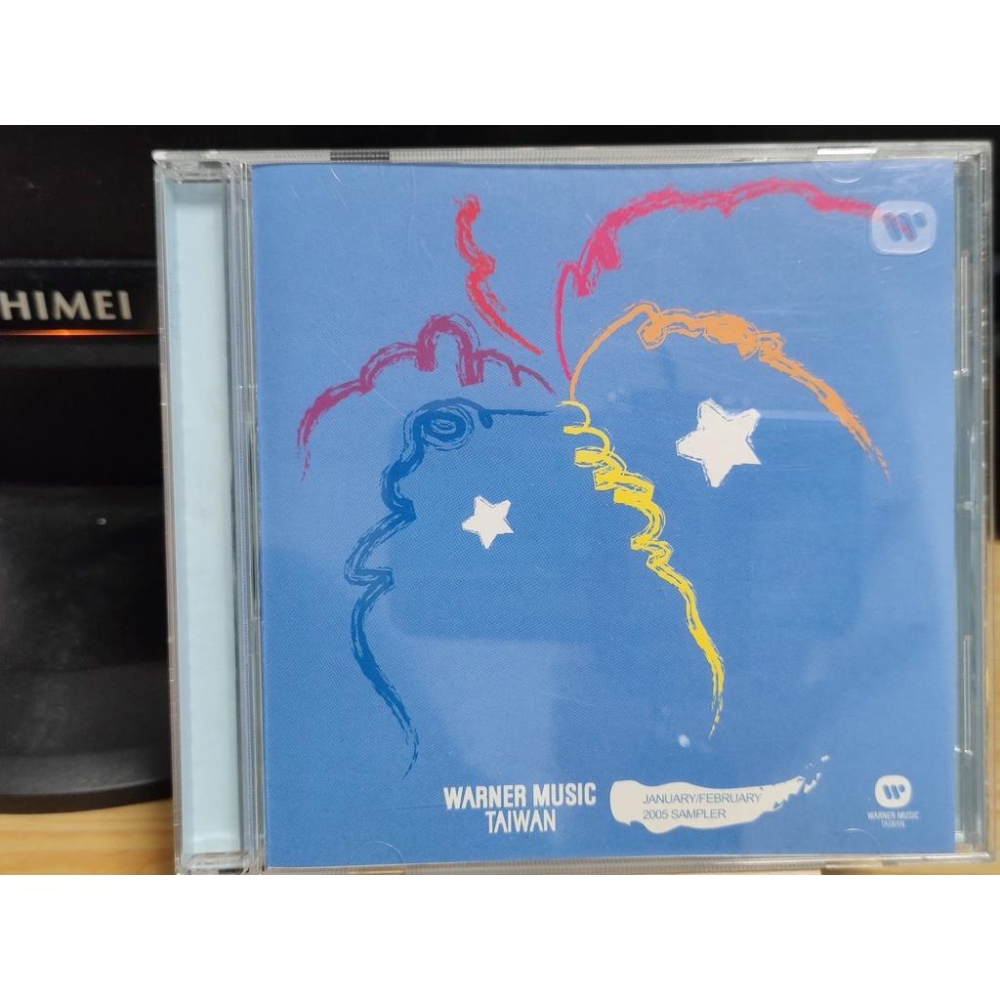 HIMEI
WARNER MUSIC
TAIWAN
JANUARY/FEBRUARY
2005 SAMPLER
WARNER MUSIC
TAIWAN